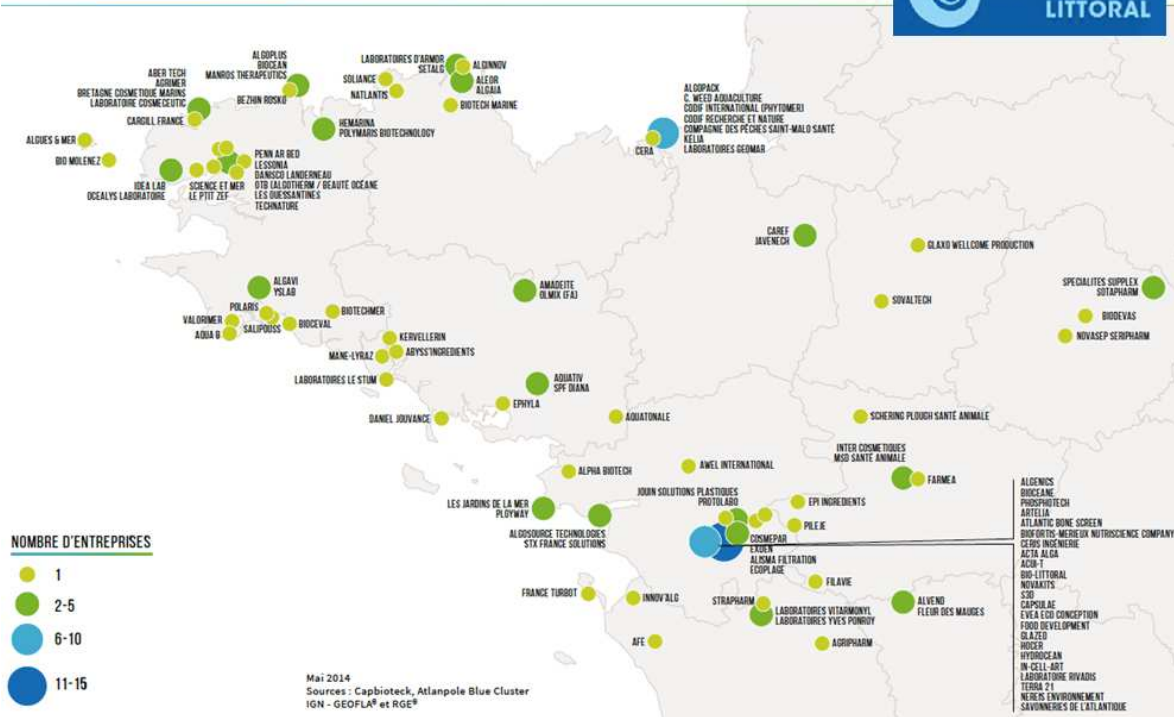 LITTORAL
ALGOPLUS
BIOCEAN
MANROS THERAPEUTICS
BEZHIN ROSKO
LABORATOIRES D'ARMOR
SETALG
ALGINNOV
SOLIANCE
NATLANTIS
ALEOR
ALGAIA
BIOTECH MARINE
ABER TECH
AGRIMER
BRETAGNE COSMETIQUE MARINS
LABORATOIRE COSMECEUTIC
CARGILL FRANCE
HEMARINA
POLYMARIS BIOTECHNOLOGY
ALGUES & MER
BIO MOLENEZ
IDEA LAB
OCEALYS LABORATOIRE
SCIENCE ET MER
LE PTIT ZEF
PENN AR BED
LESSONIA
DANISCO LANDERNEAU
OTB (ALGOTHERM / BEAUTÉ OCÉANE
LES OUESSANTINES
TECHNATURE
ALGOPACK
C. WEED AQUACULTURE
CODIF INTERNATIONAL (PHYTOMER)
CODIF RECHERCHE ET NATURE
COMPAGNIE DES PÊCHES SAINT-MALO SANTÉ
KELIA
LABORATOIRES GEOMAR
CERA
CAREF
JAVENECH
GLAXO WELLCOME PRODUCTION
SPECIALITES SUPPLEX
SOTAPHARM
SOVALTECH
BIODEVAS
NOVASEP SERIPHARM
ALGAVI
YSLAB
POLARIS
VALORIMER
SALIPOUSS
AQUA B
BIOCEVAL
BIOTECHMER
AMADEITE
OLMIX (FA)
KERVELLERIN
MANE-LYRAZ
ABYSS'INGREDIENTS
LABORATOIRES LE STUM
AQUATIV
SPF DIANA
EPHYLA
DANIEL JOUVANCE
AQUATONALE
SCHERING PLOUGH SANTÉ ANIMALE
INTER COSMETIQUES
MSD SANTÉ ANIMALE
FARMEA
ALPHA BIOTECH
AWEL INTERNATIONAL
JOUIN SOLUTIONS PLASTIQUES
PROTOLABO
EPI INGREDIENTS
PILEJE
LES JARDINS DE LA MER
PLGYWAY
ALGOSOURCE TECHNOLOGIES
STX FRANCE SOLUTIONS
COSMEPAR
EXDEN
ALISMA FILTRATION
ECOPLAGE
FILAVIE
FRANCE TURBOT
INNOV'ALG
STRAPHARM
LABORATOIRES VITARMONYL
LABORATOIRES YVES PONROY
ALVEND
FLEUR DES MAUGES
AFE
AGRIPHARM
ALGENICS
BIOCEANE
PHOSPHOTECH
ARTELIA
ATLANTIC BONE SCREEN
BIOFORTIS-MERIEUX NUTRISCIENCE COMPANY
CERIS INGÉNIERIE
ACTA ALGA
ACUI-T
BIO-LITTORAL
NOVAKITS
S3D
CAPSULAE
EVEA ECO CONCEPTION
FOOD DEVELOPMENT
GLAZEO
HOCER
HYDROCEAN
IN-CELL-ART
LABORATOIRE RIVADIS
TERRA 21
NEREIS ENVIRONNEMENT
SAVONNERIES DE L'ATLANTIQUE
NOMBRE D'ENTREPRISES
1
2-5
6-10
11-15
Mai 2014
Sources : Capbioteck, Atlanpole Blue Cluster
IGN - GEOFLA® et RGE®